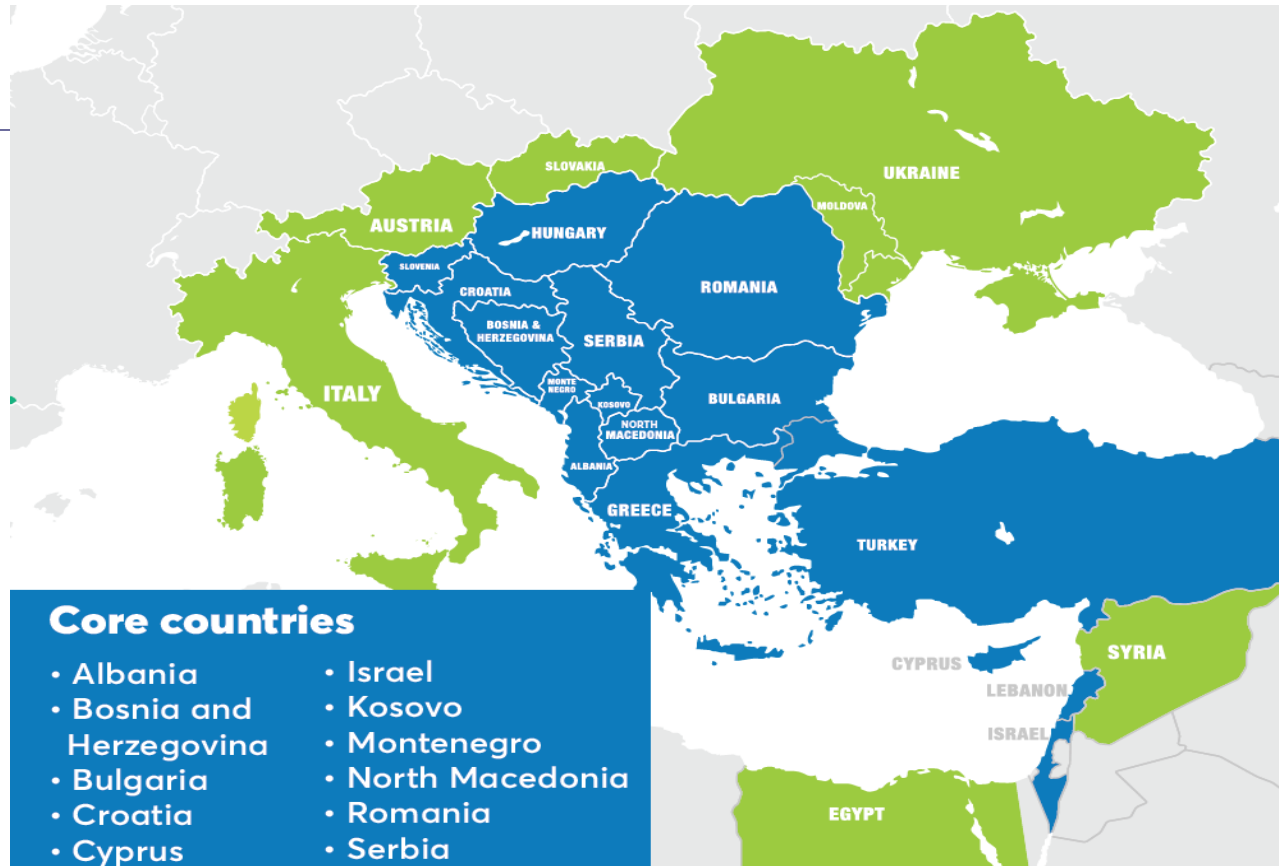 SLOVAKIA
UKRAINE
MOLDOVA
AUSTRIA
HUNGARY
SLOVENIA
CROATIA
ROMANIA
BOSNIA &
HERZEGOVINA
SERBIA
ITALY
MONTE
NEGRO
KOSOVO
BULGARIA
NORTH
MACEDONIA
ALBANIA
GREECE
TURKEY
CYPRUS
SYRIA
LEBANON
ISRAEL
EGYPT
Core countries
• Albania
• Bosnia and
Herzegovina
• Bulgaria
• Croatia
• Cyprus
• Israel
• Kosovo
• Montenegro
• North Macedonia
• Romania
• Serbia